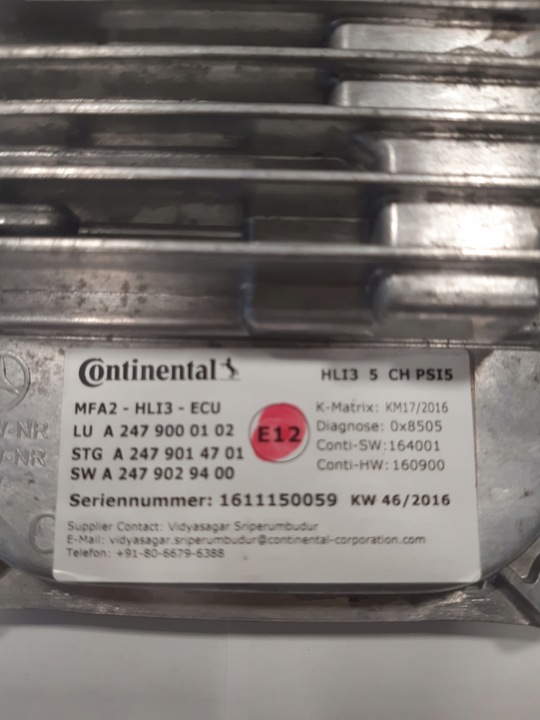 Continental
HLI3 5 CH PSI5
MFA2 - HLI3 - ECU
LU A 247 900 01 02
STG A 247 901 47 01
SW A 247 902 94 00
E12
K-Matrix: KM17/2016
Diagnose: 0x8505
Conti-SW: 164001
Conti-HW: 160900
Seriennummer: 1611150059 KW 46/2016
Supplier Contact: Vidyasagar Sriperumbudur
E-Mail: vidyasagar.sriperumbudur@continental-corporation.com
Telefon: +91-80-6679-6388